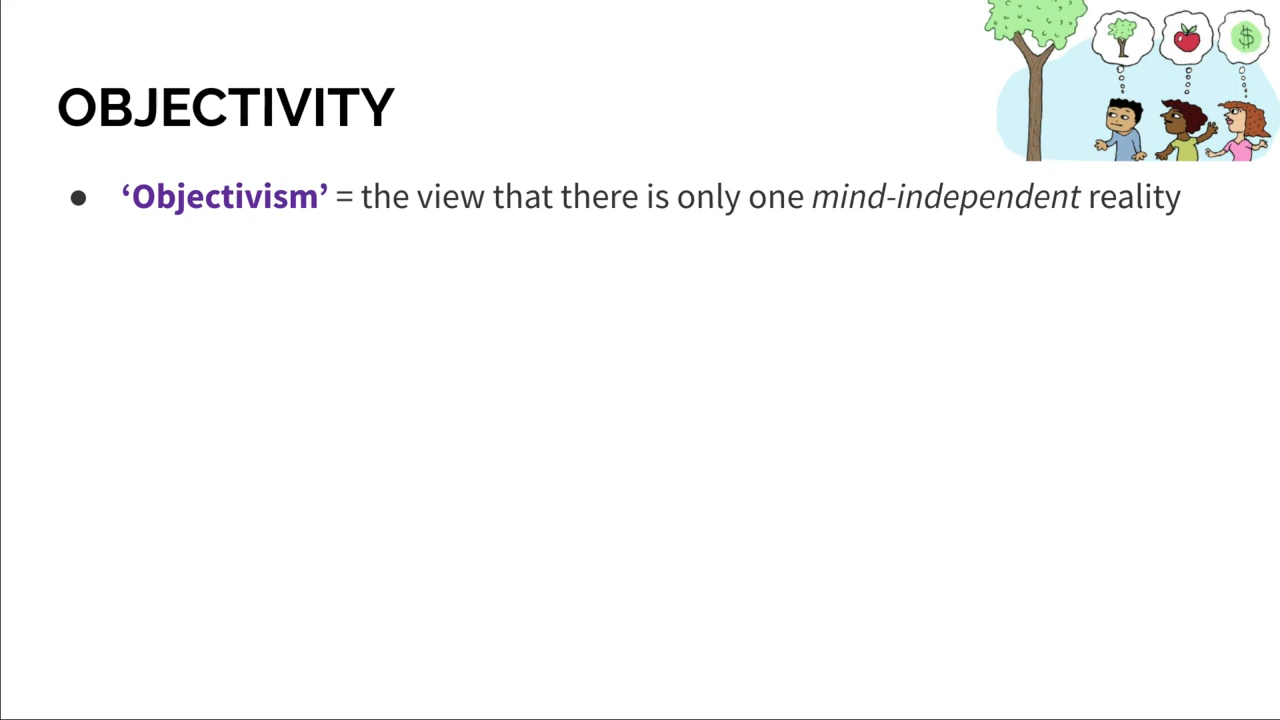 $
OBJECTIVITY
● ‘Objectivism’ = the view that there is only one mind-independent reality